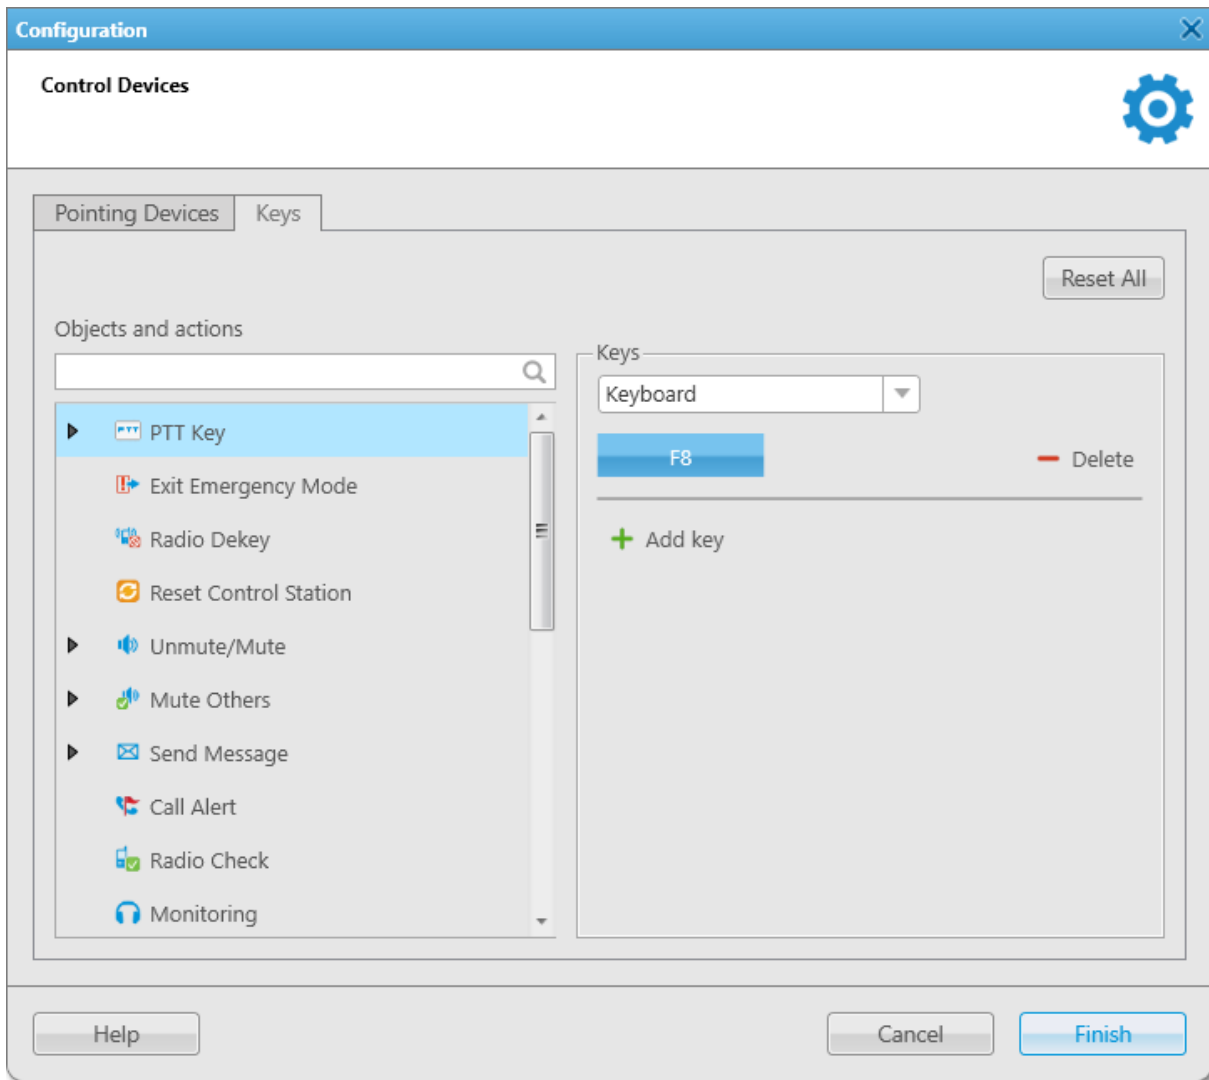 Configuration
Control Devices
Pointing Devices
Keys
Reset All
Objects and actions
PTT Key
Exit Emergency Mode
Radio Dekey
Reset Control Station
Unmute/Mute
Mute Others
Send Message
Call Alert
Radio Check
Monitoring
Keys
Keyboard
F8
Delete
Add key
Help
Cancel
Finish